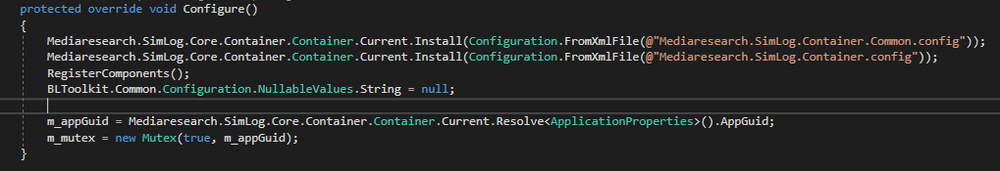 protected override void Configure()
{
Mediaresearch.SimLog.Core.Container.Container.Current.Install(Configuration.FromXmlFile(@"Mediaresearch.SimLog.Container.Common.config"));
Mediaresearch.SimLog.Core.Container.Container.Current.Install(Configuration.FromXmlFile(@"Mediaresearch.SimLog.Container.config"));
RegisterComponents();
BLToolkit.Common.Configuration.NullableValues.String = null;
m_appGuid = Mediaresearch.SimLog.Core.Container.Container.Current.Resolve<ApplicationProperties>().AppGuid;
m_mutex = new Mutex(true, m_appGuid);
}